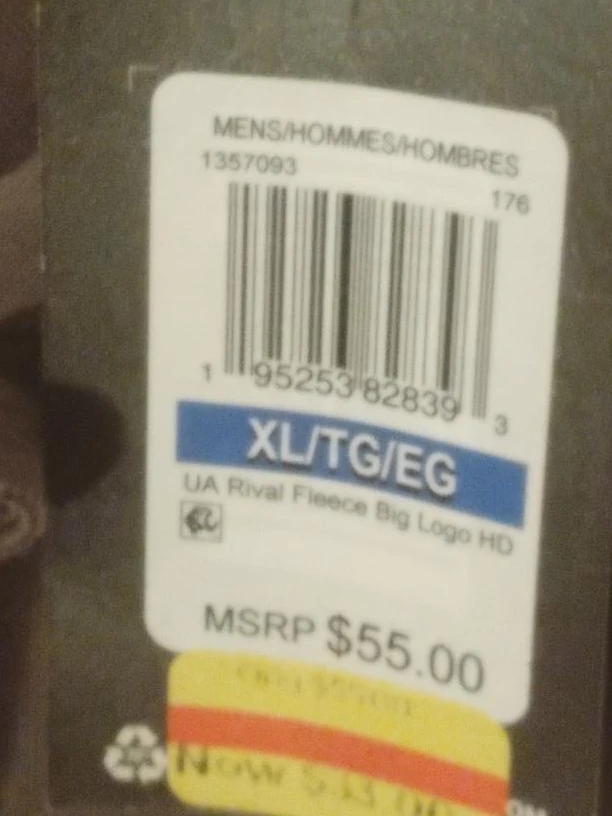 MENS/HOMMES/HOMBRES
1357093
176
1 95253 82839 3
XL/TG/EG
UA Rival Fleece Big Logo HD
MSRP $55.00
Now